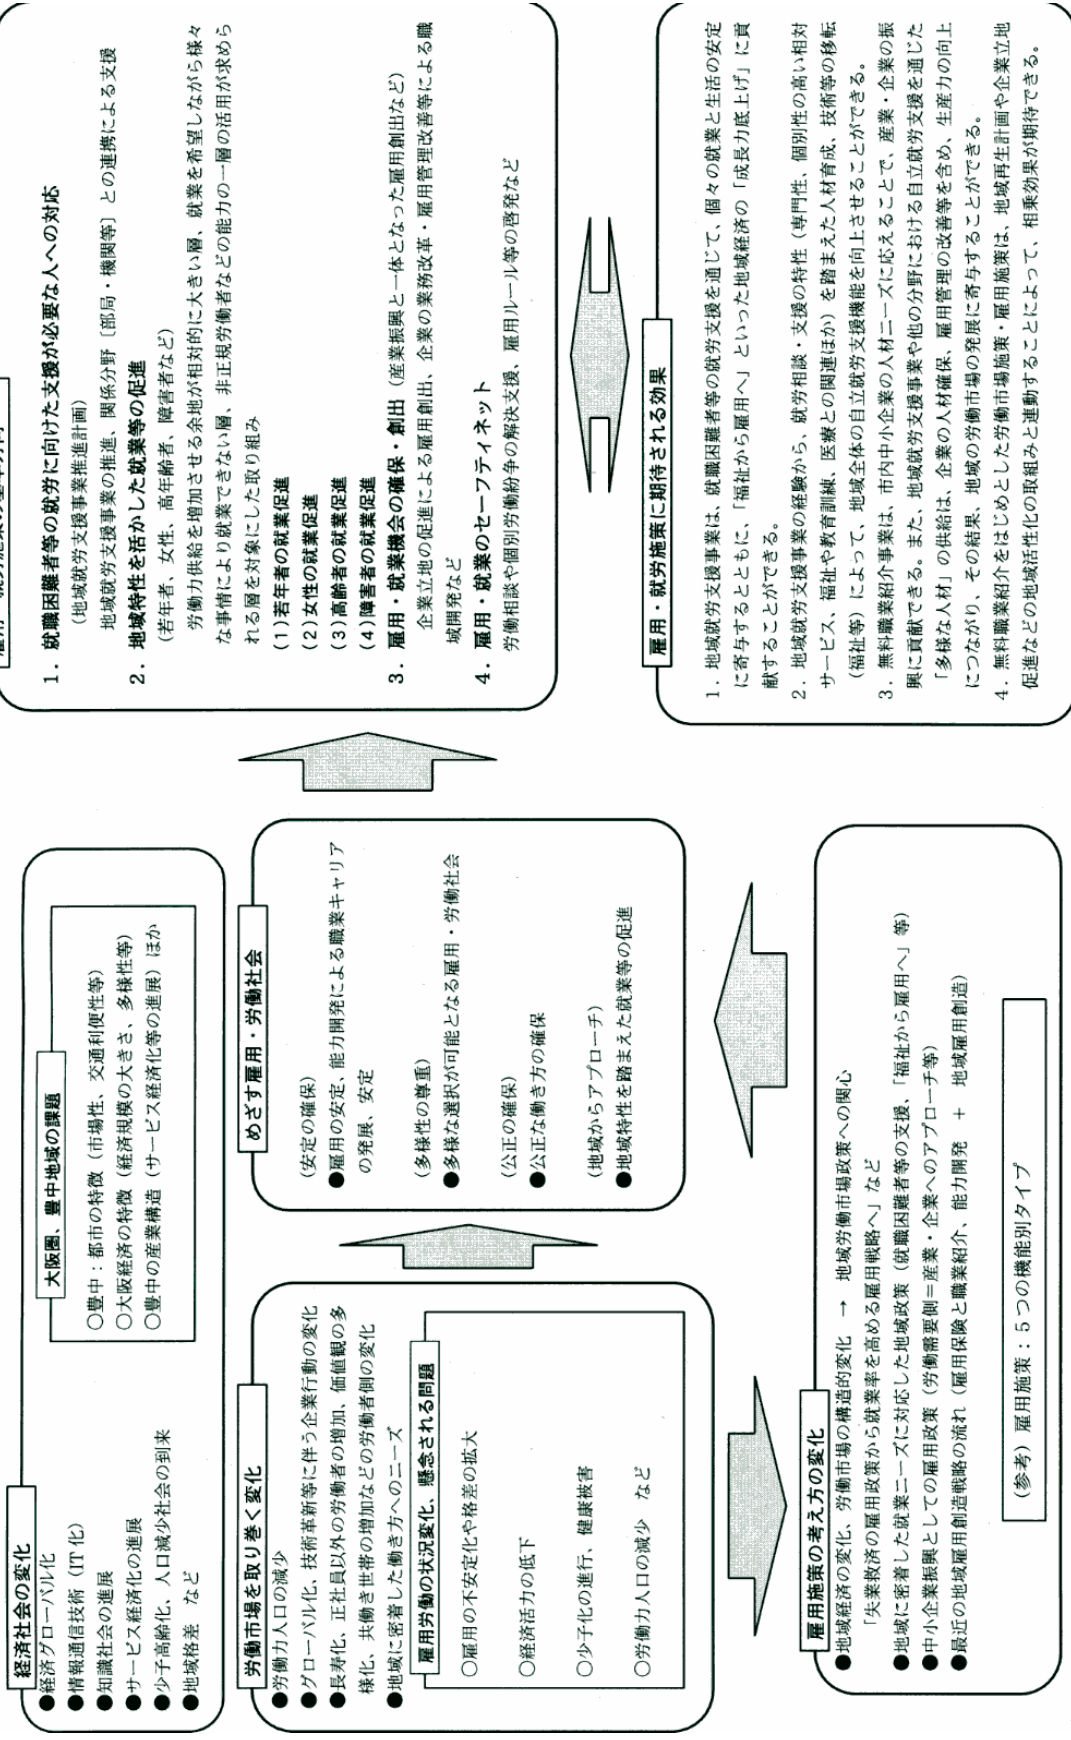 経済社会の変化
●経済グローバル化
●情報通信技術（IT化）
●知識社会の進展
●サービス経済化の進展
●少子高齢化、人口減少社会の到来
●地域格差　など
大阪圏、豊中地域の課題
○豊中：都市の特徴（市場性、交通利便性等）
○大阪経済の特徴（経済規模の大きさ、多様性等）
○豊中の産業構造（サービス経済化等の進展）ほか
労働市場を取り巻く変化
●労働力人口の減少
●グローバル化、技術革新等に伴う企業行動の変化
●長寿化、正社員以外の労働者の増加、価値観の多
様化、共働き世帯の増加などの労働者側の変化
●地域に密着した働き方へのニーズ
雇用労働の状況変化、懸念される問題
○雇用の不安定化や格差の拡大
○経済活力の低下
○少子化の進行、健康被害
○労働力人口の減少　など
めざす雇用・労働社会
（安定の確保）
●雇用の安定、能力開発による職業キャリア
の発展、安定
（多様性の尊重）
●多様な選択が可能となる雇用・労働社会
（公正の確保）
●公正な働き方の確保
（地域からアプローチ）
●地域特性を踏まえた就業等の促進
雇用施策の考え方の変化
●地域経済の変化、労働市場の構造的変化　→　地域労働市場政策への関心
「失業救済の雇用政策から就業率を高める雇用戦略へ」など
●地域に密着した就業ニーズに対応した地域政策（就職困難者等の支援、「福祉から雇用へ」等）
●中小企業振興としての雇用政策（労働需要側＝産業・企業へのアプローチ等）
●最近の地域雇用創造戦略の流れ（雇用保険と職業紹介、能力開発　＋　地域雇用創造）
（参考）雇用施策：５つの機能別タイプ
1．就職困難者等の就労に向けた支援が必要な人への対応
（地域就労支援事業推進計画）
地域就労支援事業の推進、関係分野〔部局・機関等〕との連携による支援
2．地域特性を活かした就業等の促進
（若年者、女性、高年齢者、障害者など）
労働力供給を増加させる余地が相対的に大きい層、就業を希望しながら様々
な事情により就業できない層、非正規労働者などの能力の一層の活用が求めら
れる層を対象にした取り組み
(1)若年者の就業促進
(2)女性の就業促進
(3)高齢者の就業促進
(4)障害者の就業促進
3．雇用・就業機会の確保・創出（産業振興と一体となった雇用創出など）
企業立地の促進による雇用創出、企業の業務改革・雇用管理改善等による職
域開発など
4．雇用・就業のセーフティネット
労働相談や個別労働紛争の解決支援、雇用ルール等の啓発など
雇用・就労施策に期待される効果
1．地域就労支援事業は、就職困難者等の就労支援を通じて、個々の就業と生活の安定
に寄与するとともに、「福祉から雇用へ」といった地域経済の「成長力底上げ」に貢
献することができる。
2．地域就労支援事業の経験から、就労相談・支援の特性（専門性、個別性の高い相対
サービス、福祉や教育訓練、医療との関連ほか）を踏まえた人材育成、技術等の移転
（福祉等）によって、地域全体の自立就労支援機能を向上させることができる。
3．無料職業紹介事業は、市内中小企業の人材ニーズに応えることで、産業・企業の振
興に貢献できる。また、地域就労支援事業や他の分野における自立就労支援を通じた
「多様な人材」の供給は、企業の人材確保、雇用管理の改善等を含め、生産力の向上
につながり、その結果、地域の労働市場の発展に寄与することができる。
4．無料職業紹介をはじめとした労働市場施策・雇用施策は、地域再生計画や企業立地
促進などの地域活性化の取組みと連動することによって、相乗効果が期待できる。